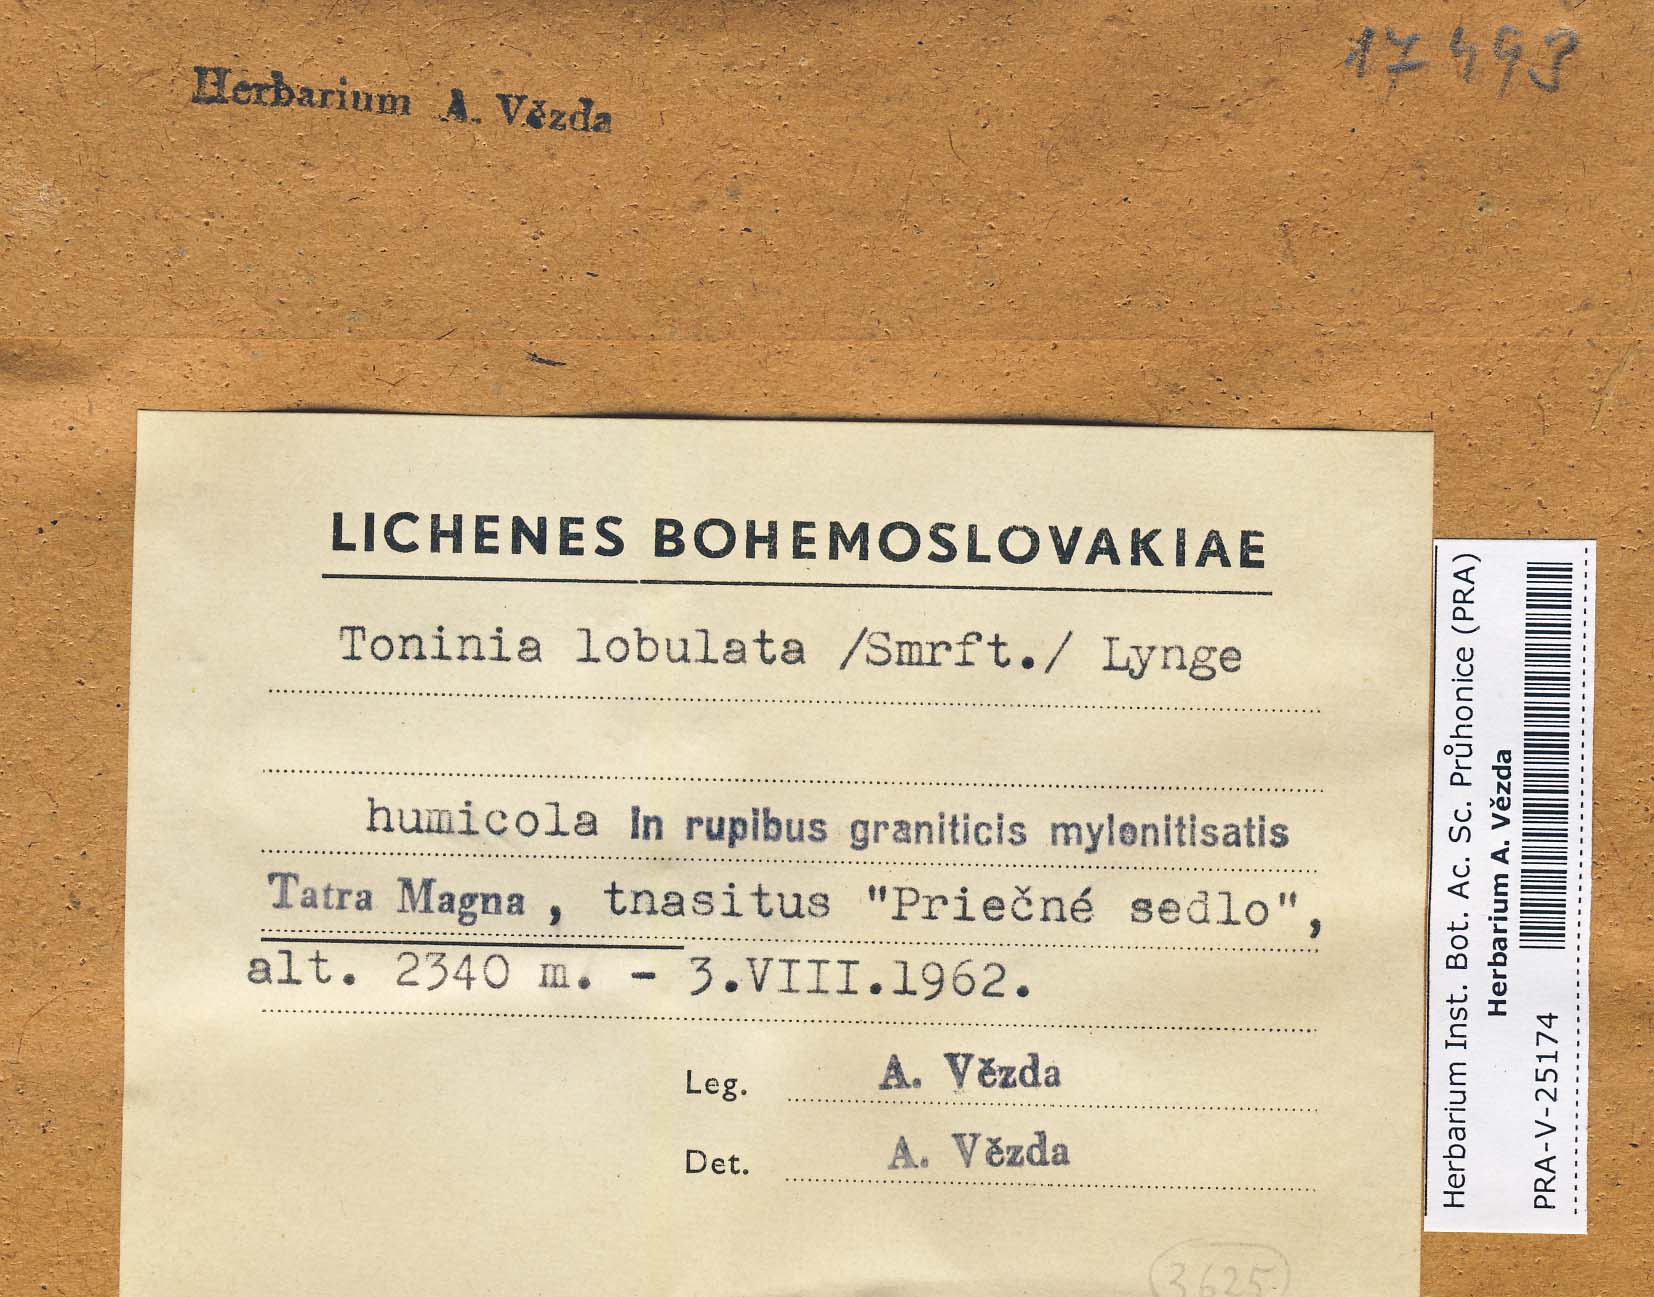 Herbarium A. Vězda
17493
LICHENES BOHEMOSLOVAKIAE
Toninia lobulata /Smrft./ Lynge
humicola In rupibus graniticis mylonitisatis
Tatra Magna, tnasitus "Priečné sedlo",
alt. 2340 m. - 3.VIII.1962.
Leg. A. Vězda
Det. A. Vězda
3625
Herbarium Inst. Bot. Ac. Sc. Průhonice (PRA)
Herbarium A. Vězda
PRA-V-25174